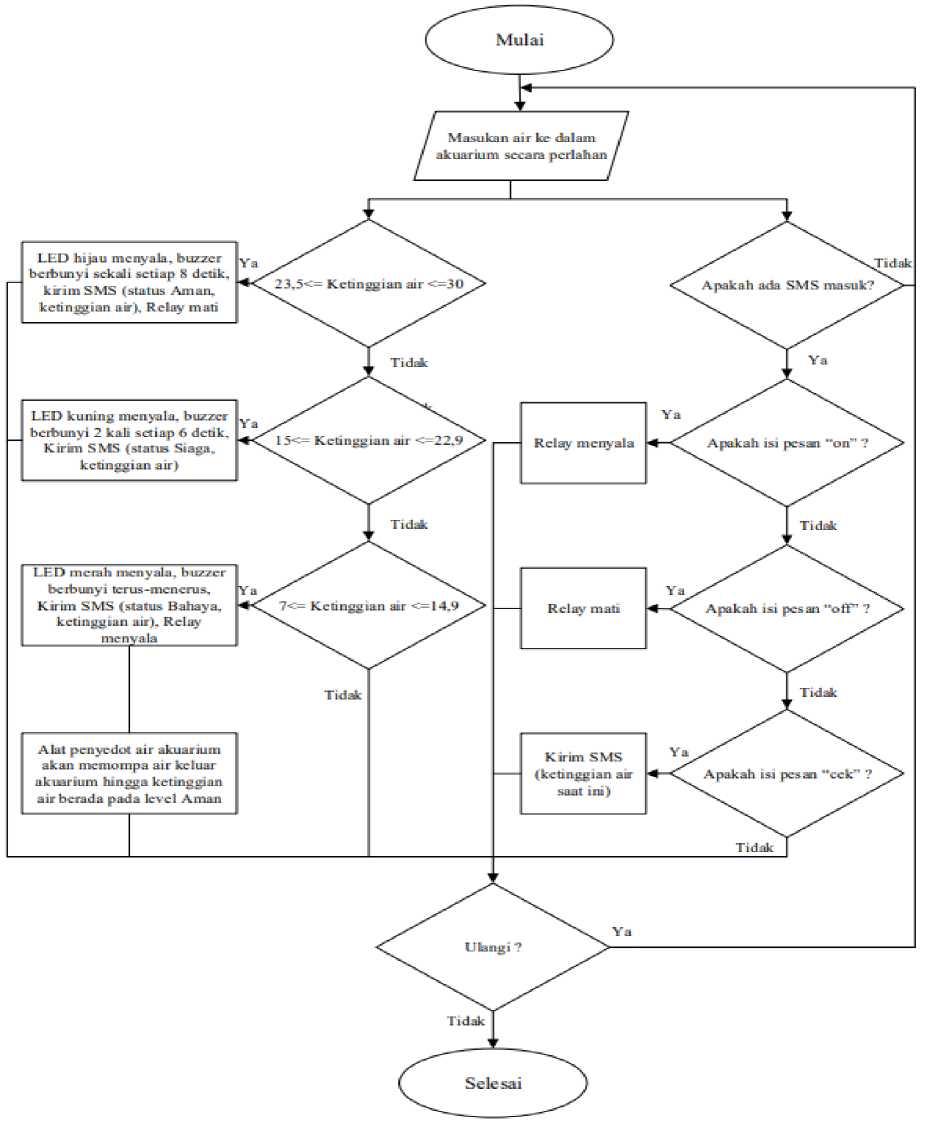 Mulai
Masukan air ke dalam
akuarium secara perlahan
LED hijau menyala, buzzer
berbunyi sekali setiap 8 detik,
kirim SMS (status Aman,
ketinggian air), Relay mati
Ya
23,5<= Ketinggian air <=30
Tidak
Apakah ada SMS masuk?
Tidak
Ya
LED kuning menyala, buzzer
berbunyi 2 kali setiap 6 detik,
Kirim SMS (status Siaga,
ketinggian air)
Ya
15<= Ketinggian air <=22,9
Tidak
Relay menyala
Ya
Apakah isi pesan “on” ?
Tidak
LED merah menyala, buzzer
berbunyi terus-menerus,
Kirim SMS (status Bahaya,
ketinggian air), Relay
menyala
Ya
7<= Ketinggian air <=14,9
Tidak
Relay mati
Ya
Apakah isi pesan “off” ?
Tidak
Alat penyedot air akuarium
akan memompa air keluar
akuarium hingga ketinggian
air berada pada level Aman
Kirim SMS
(ketinggian air
saat ini)
Ya
Apakah isi pesan “cek” ?
Tidak
Ulangi ?
Ya
Tidak
Selesai